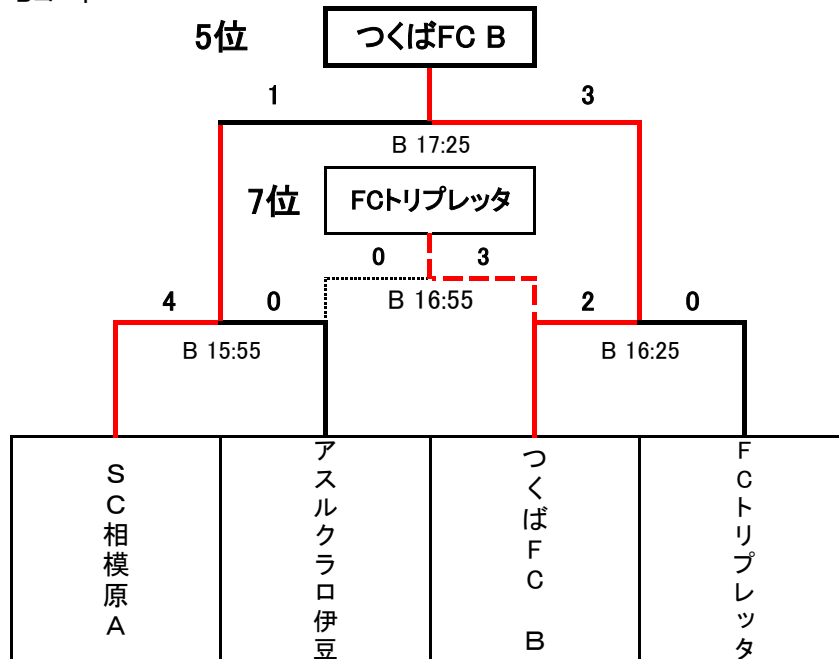 5位
つくばFC B
1
3
B 17:25
7位
FCトリプレッタ
0
3
B 16:55
4
0
2
0
B 15:55
B 16:25
SC相模原A
アスルクラロ伊豆
つくばFC B
FCトリプレッタ